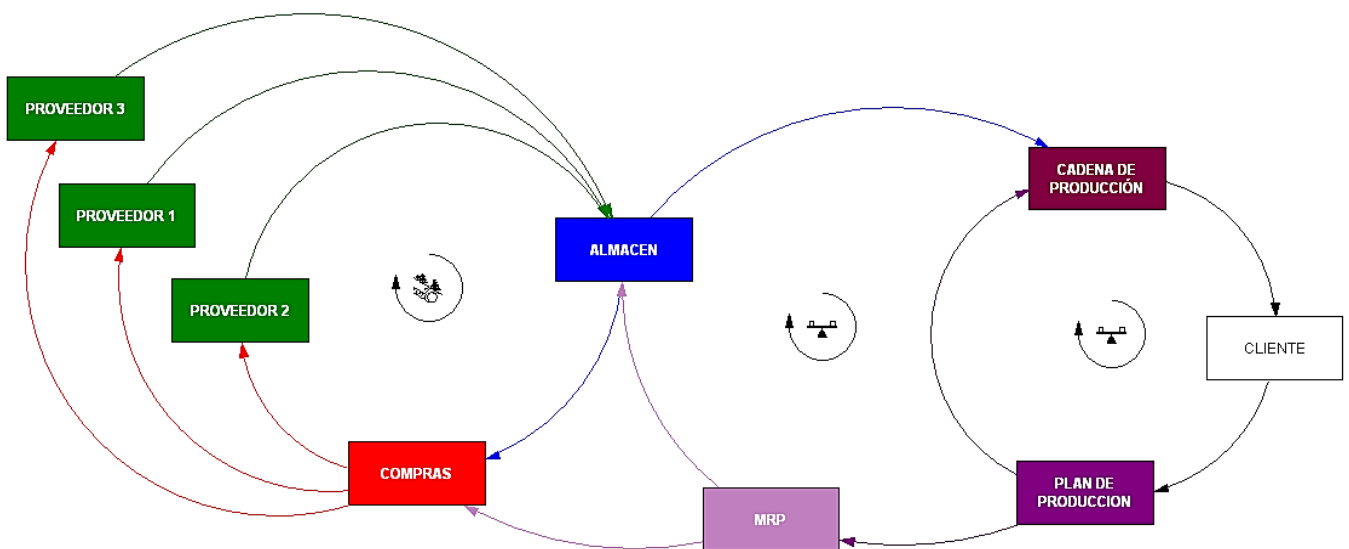 PROVEEDOR 3
PROVEEDOR 1
PROVEEDOR 2
ALMACEN
CADENA DE
PRODUCCIÓN
CLIENTE
COMPRAS
MRP
PLAN DE
PRODUCCION